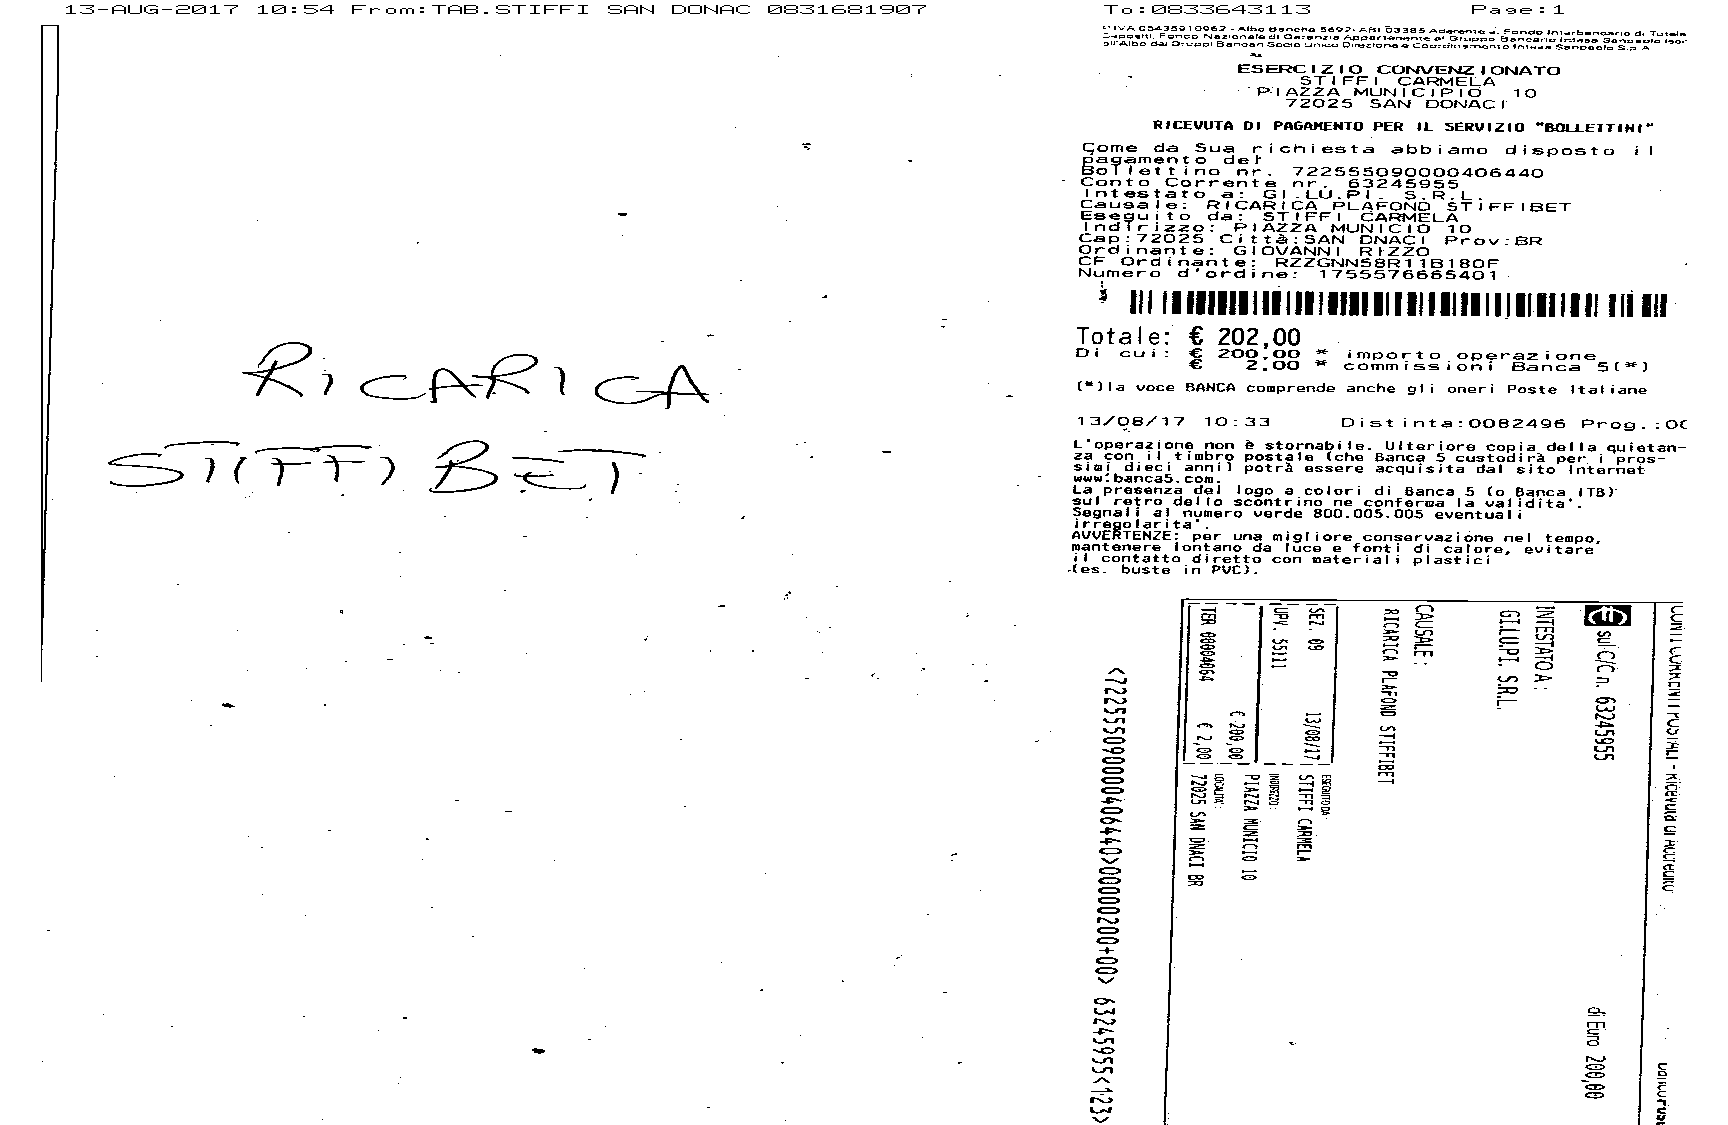 13-AUG-2017 10:54 From:TAB.STIFFI SAN DONAC 0831681907 To:0833643113 Page:1
P.IVA 03435910962 - Albo Banche 5692- ABI 03385 Aderente al Fondo Interbancario di Tutela
Depositi, Fondo Nazionale di Garanzia Appartenente al Gruppo Bancario Intesa Sanpaolo
all'Albo dei Gruppi Bancari Socio Unico Direzione e Coordinamento Intesa Sanpaolo S.p.A.
ESERCIZIO CONVENZIONATO
STIFFI CARMELA
PIAZZA MUNICIPIO 10
72025 SAN DONACI
RICEVUTA DI PAGAMENTO PER IL SERVIZIO "BOLLETTINI"
Come da Sua richiesta abbiamo disposto il
pagamento del
Bollettino nr. 722555090000406440
Conto Corrente nr. 63245955
Intestato a: GI.LU.PI. S.R.L.
Causale: RICARICA PLAFOND STIFFIBET
Eseguito da: STIFFI CARMELA
Indirizzo: PIAZZA MUNICIO 10
Cap:72025 Città:SAN DNACI Prov:BR
Ordinante: GIOVANNI RIZZO
CF Ordinante: RZZGNN58R11B180F
Numero d'ordine: 1755576665401
Totale: € 202,00
Di cui: € 200,00 * importo operazione
€ 2,00 * commissioni Banca 5(*)
(*)la voce BANCA comprende anche gli oneri Poste Italiane
13/08/17 10:33 Distinta:0082496 Prog.:00
L'operazione non è stornabile. Ulteriore copia della quietan-
za con il timbro postale (che Banca 5 custodirà per i pros-
simi dieci anni) potrà essere acquisita dal sito Internet
www.banca5.com.
La presenza del logo a colori di Banca 5 (o Banca ITB)
sul retro dello scontrino ne conferma la validita'.
Segnali al numero verde 800.005.005 eventuali
irregolarita'.
AVVERTENZE: per una migliore conservazione nel tempo,
mantenere lontano da luce e fonti di calore, evitare
il contatto diretto con materiali plastici
(es. buste in PVC).
RICARICA
STIFFIBET
CONTI CORRENTI POSTALI - Ricevuta di Accredito
sul C/C n. 63245955 di Euro 200,00
INTESTATO A :
GI.LU.PI. S.R.L.
CAUSALE :
RICARICA PLAFOND STIFFIBET
SEZ. 09 13/08/17
UPV. 55111
€ 200,00
TER 00004064 € 2,00
ESEGUITO DA :
STIFFI CARMELA
INDIRIZZO :
PIAZZA MUNICIO 10
LOCALITA' :
72025 SAN DNACI BR
<722555090000406440>00000200+00> 63245955<123>